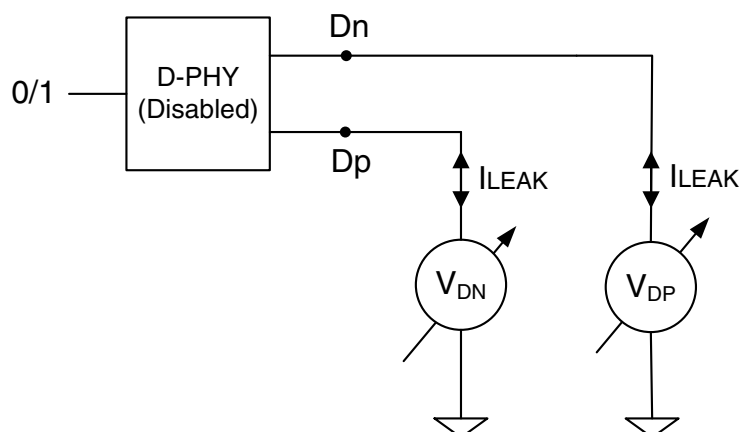 Dn
D-PHY
(Disabled)
0/1
Dp
ILEAK
ILEAK
VDN
VDP